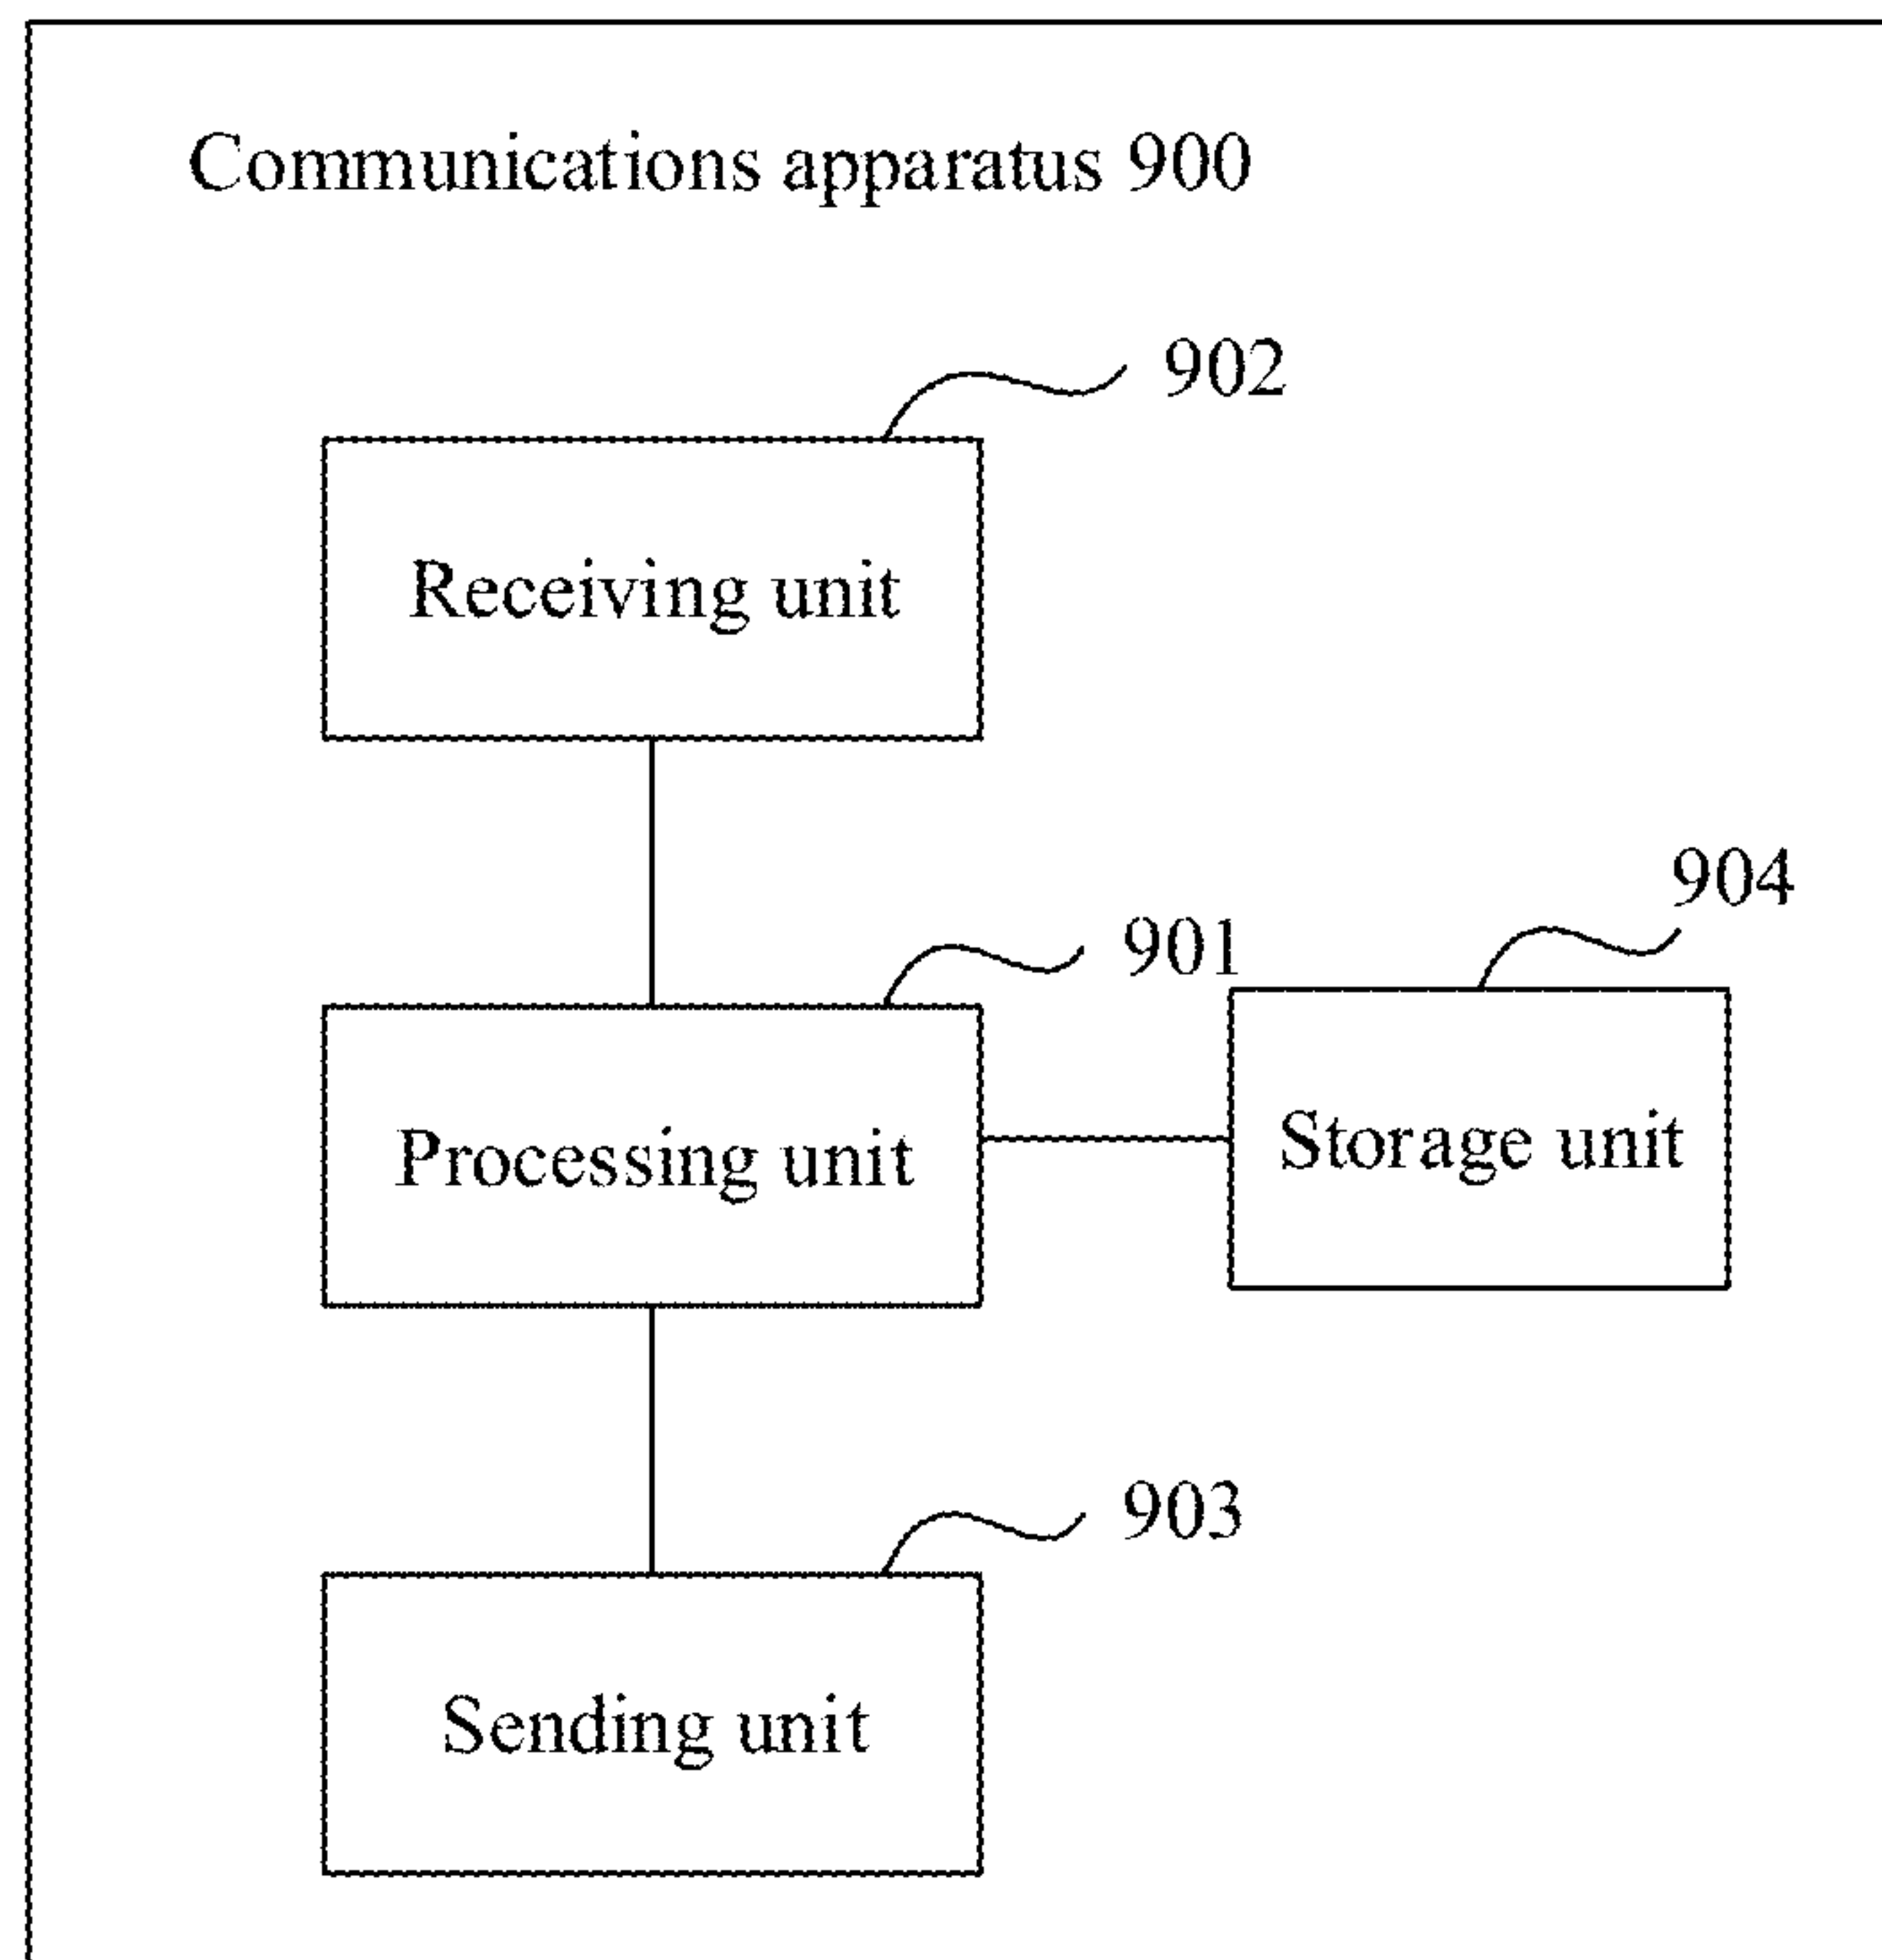 Communications apparatus 900
902
Receiving unit
904
901
Processing unit
Storage unit
903
Sending unit